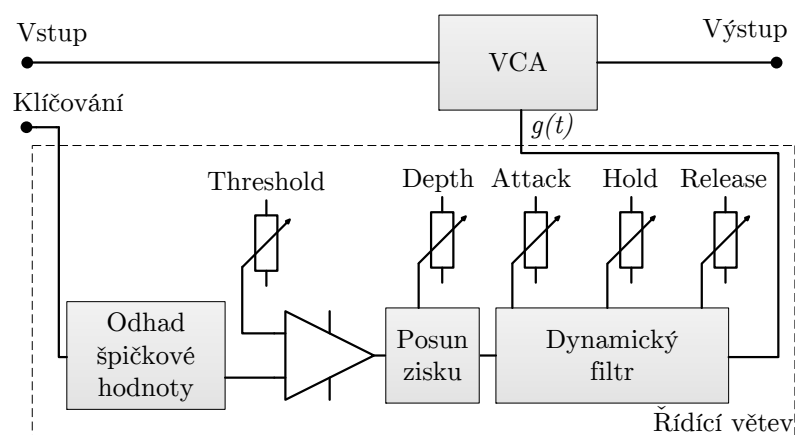 Vstup
VCA
Výstup
Klíčování
g(t)
Threshold
Depth
Attack
Hold
Release
Odhad
špičkové
hodnoty
Posun
zisku
Dynamický
filtr
Řídící větev